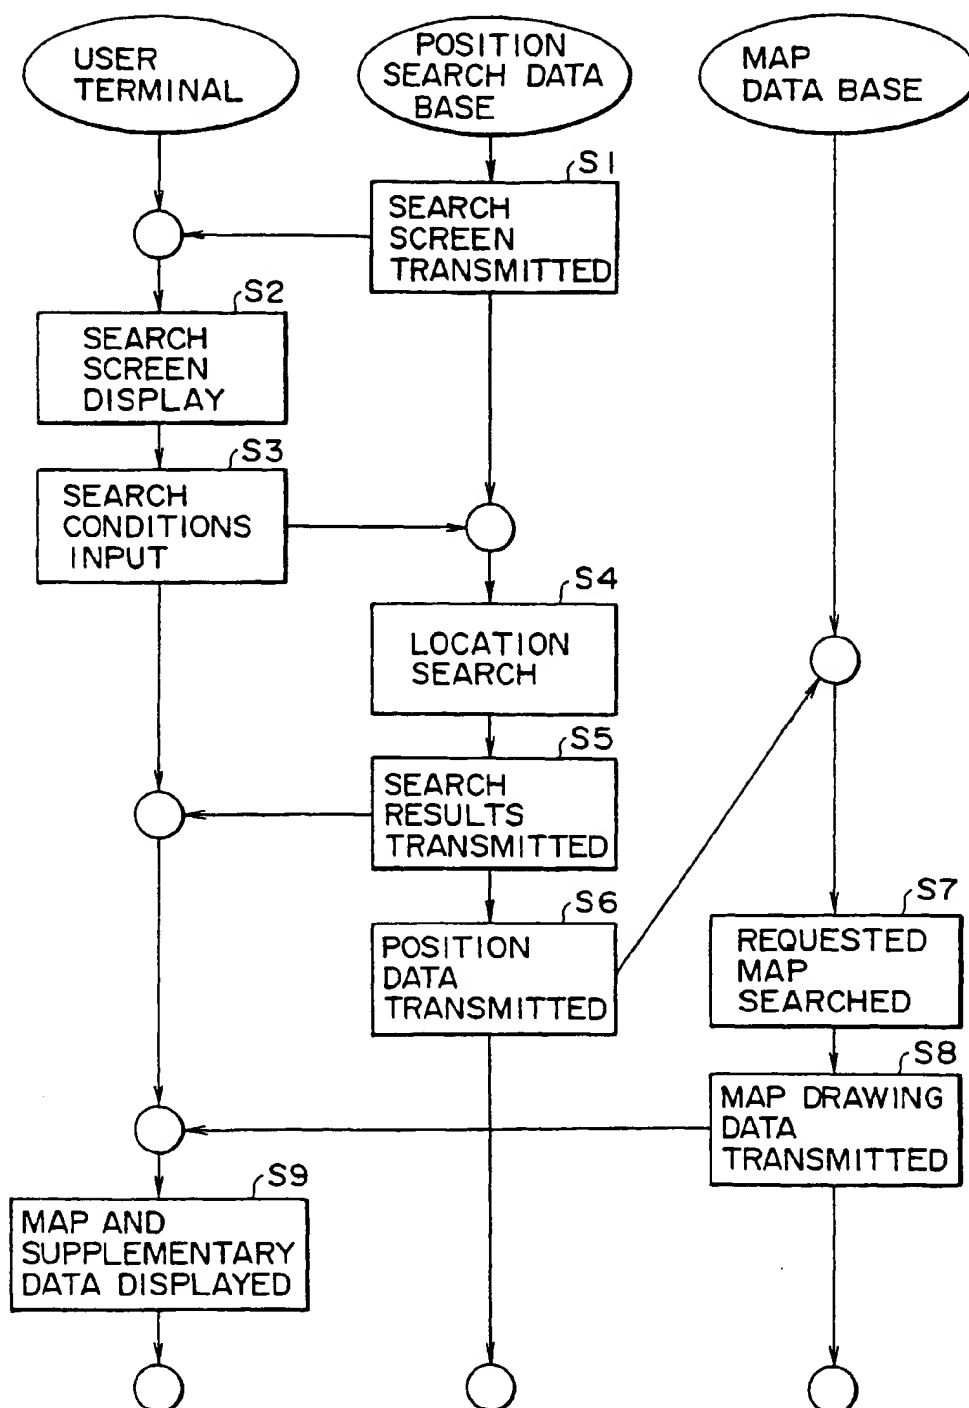 USER
TERMINAL
POSITION
SEARCH DATA
BASE
MAP
DATA BASE
S1
SEARCH
SCREEN
TRANSMITTED
S2
SEARCH
SCREEN
DISPLAY
S3
SEARCH
CONDITIONS
INPUT
S4
LOCATION
SEARCH
S5
SEARCH
RESULTS
TRANSMITTED
S6
POSITION
DATA
TRANSMITTED
S7
REQUESTED
MAP
SEARCHED
S8
MAP DRAWING
DATA
TRANSMITTED
S9
MAP AND
SUPPLEMENTARY
DATA DISPLAYED